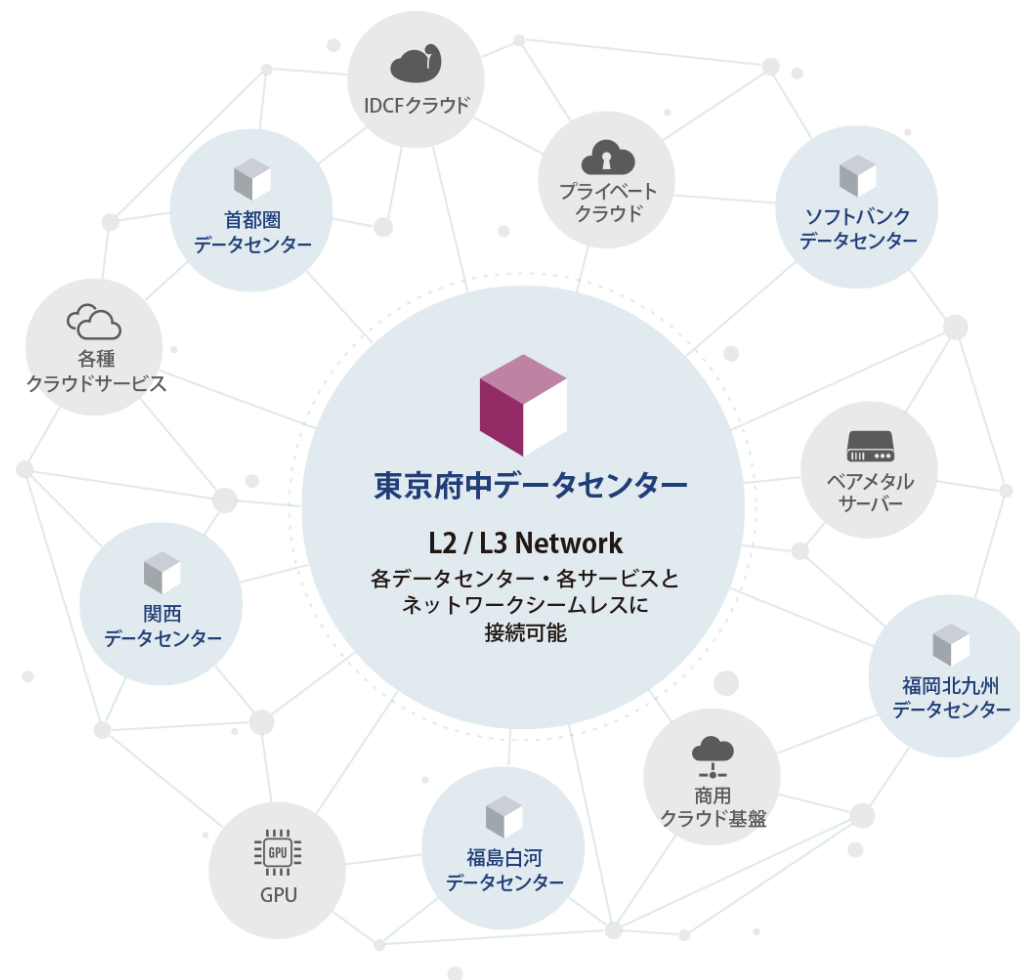 IDCFクラウド
プライベート
クラウド
首都圏
データセンター
ソフトバンク
データセンター
各種
クラウドサービス
東京府中データセンター
L2 / L3 Network
各データセンター・各サービスと
ネットワークシームレスに
接続可能
ベアメタル
サーバー
関西
データセンター
福岡北九州
データセンター
商用
クラウド基盤
福島白河
データセンター
GPU
GPU